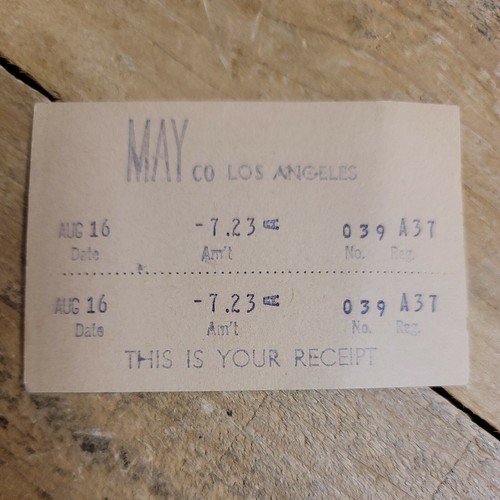 MAY CO LOS ANGELES
AUG 16 -7.23 039 A37
Date Am't No. Reg.
AUG 16 -7.23 039 A37
Date Am't No. Reg.
THIS IS YOUR RECEIPT